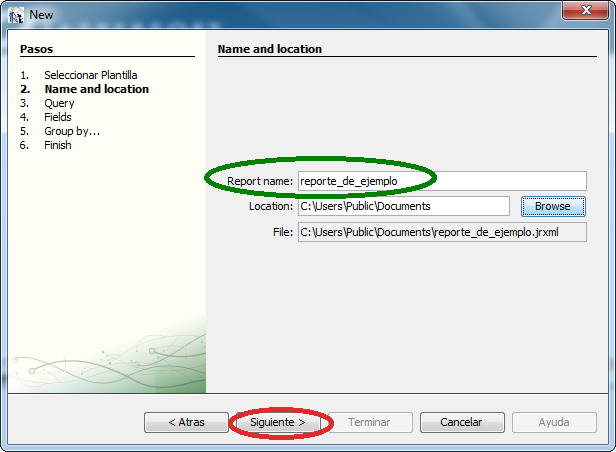 New
Pasos
1. Seleccionar Plantilla
2. Name and location
3. Query
4. Fields
5. Group by...
6. Finish
Name and location
Report name: reporte_de_ejemplo
Location: C:\Users\Public\Documents Browse
File: C:\Users\Public\Documents\reporte_de_ejemplo.jrxml
< Atras Siguiente > Terminar Cancelar Ayuda